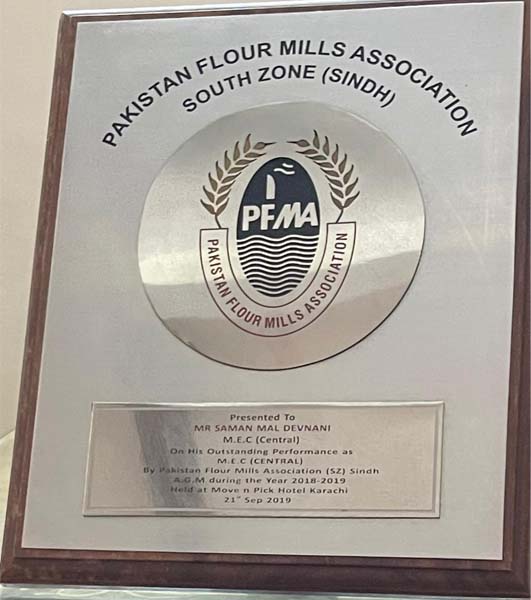 PAKISTAN FLOUR MILLS ASSOCIATION
SOUTH ZONE (SINDH)
PFMA
PAKISTAN FLOUR MILLS ASSOCIATION
Presented To
MR SAMAN MAL DEVNANI
M.E.C (Central)
On His Outstanding Performance as
M.E.C (CENTRAL)
By Pakistan Flour Mills Association (SZ) Sindh
A.G.M during the Year 2018-2019
Held at Move n Pick Hotel Karachi
21st Sep 2019